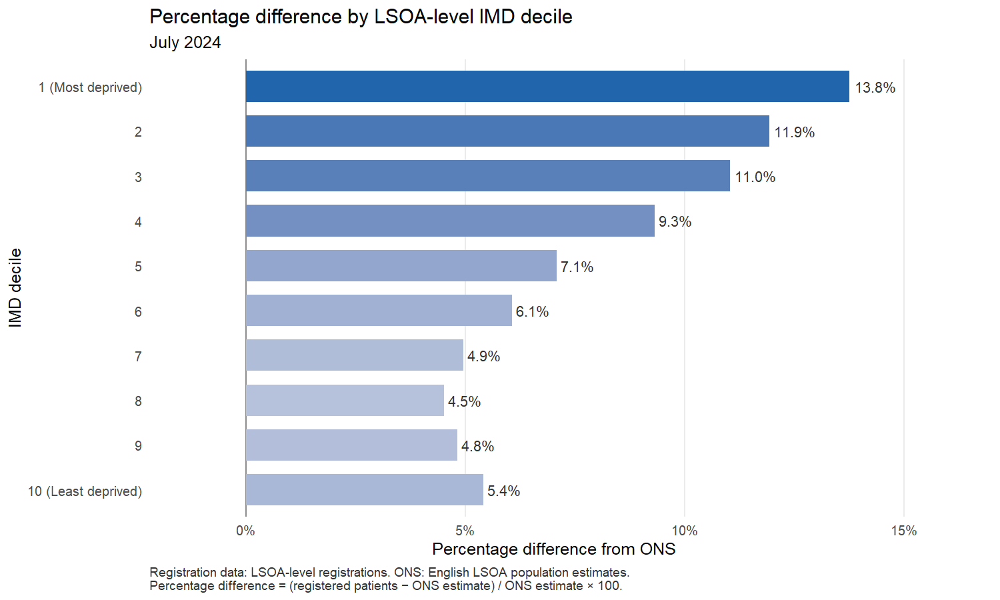 Percentage difference by LSOA-level IMD decile
July 2024
1 (Most deprived)
13.8%
2
11.9%
3
11.0%
4
9.3%
5
7.1%
6
6.1%
7
4.9%
8
4.5%
9
4.8%
10 (Least deprived)
5.4%
IMD decile
0%
5%
10%
15%
Percentage difference from ONS
Registration data: LSOA-level registrations. ONS: English LSOA population estimates.
Percentage difference = (registered patients − ONS estimate) / ONS estimate × 100.